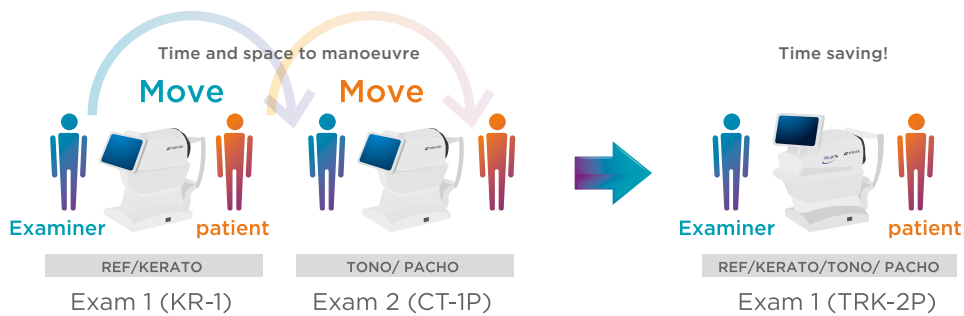 Time and space to manoeuvre
Move
Move
Examiner
patient
REF/KERATO
TONO/ PACHO
Exam 1 (KR-1)
Exam 2 (CT-1P)
Time saving!
Examiner
patient
REF/KERATO/TONO/ PACHO
Exam 1 (TRK-2P)